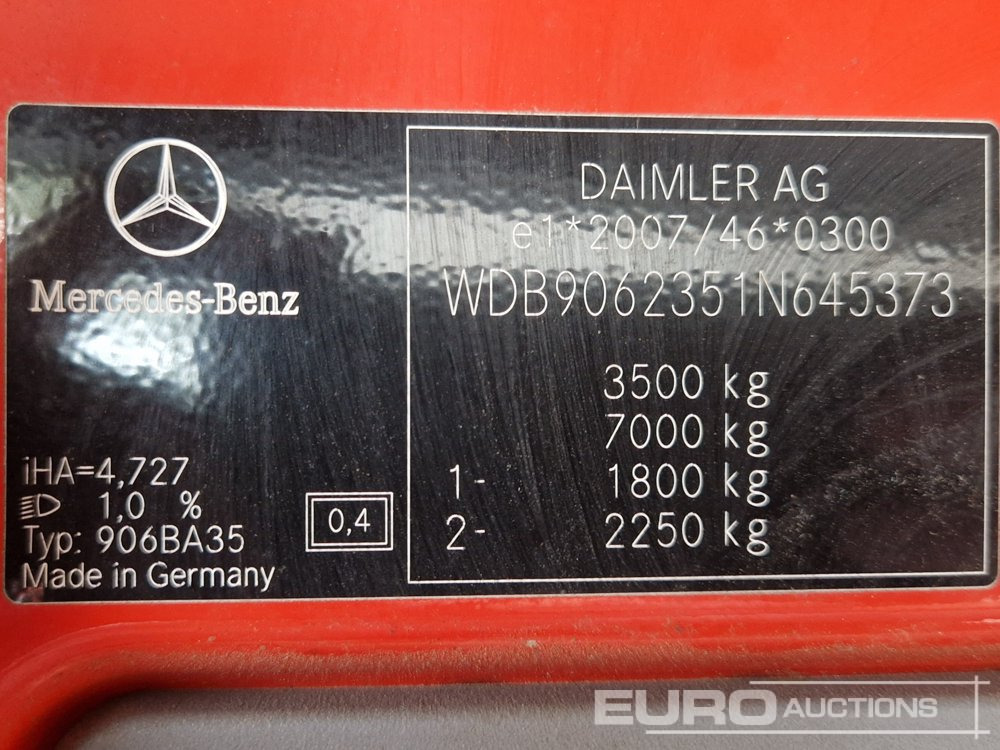 Mercedes-Benz
iHA=4,727
1,0 %
Typ: 906BA35
Made in Germany
0,4
DAIMLER AG
e1*2007/46*0300
WDB9062351N645373
3500 kg
7000 kg
1- 1800 kg
2- 2250 kg
EURO AUCTIONS